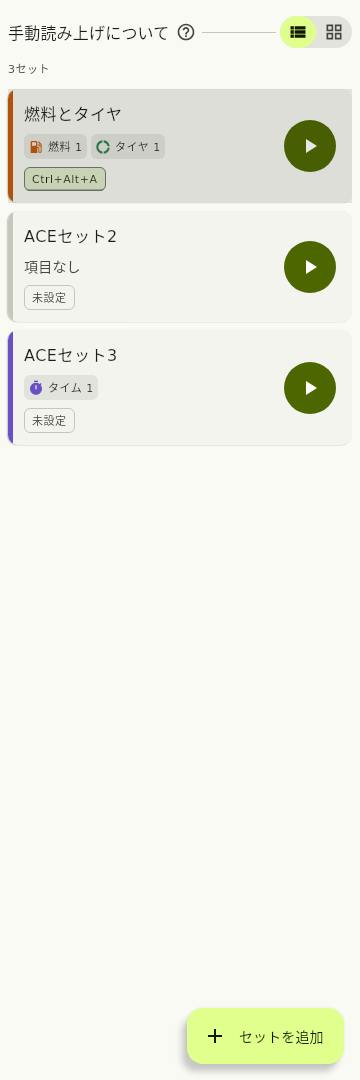 手動読み上げについて
3セット
燃料とタイヤ
燃料 1 タイヤ 1
Ctrl+Alt+A
ACEセット2
項目なし
未設定
ACEセット3
タイム 1
未設定
セットを追加